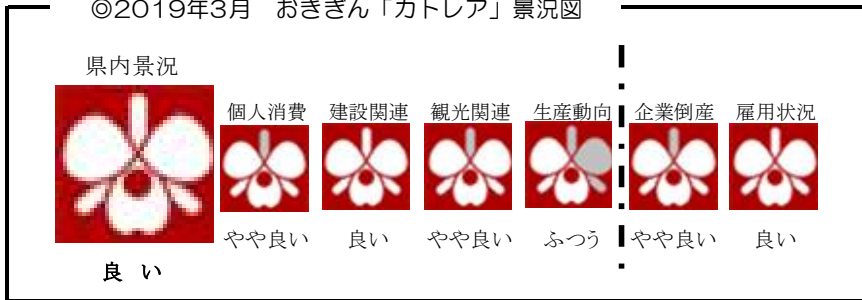 ◎2019年3月　おきぎん「カトレア」景況図
県内景況
個人消費　建設関連　観光関連　生産動向　企業倒産　雇用状況
やや良い　良い　やや良い　ふつう　やや良い　良い
良 い